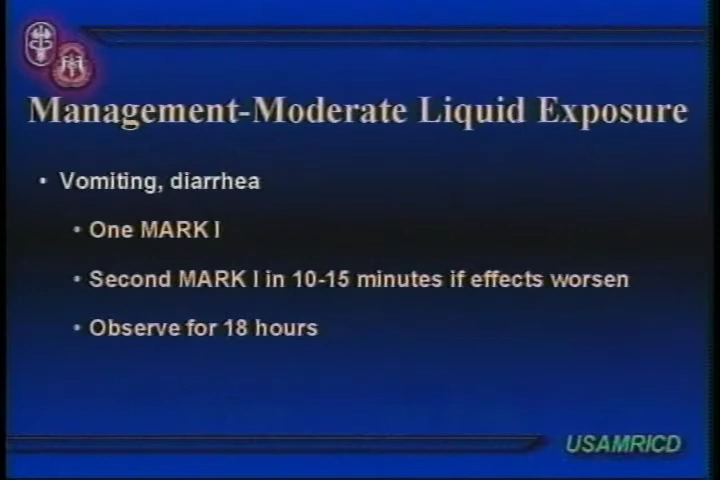 Management-Moderate Liquid Exposure
• Vomiting, diarrhea
• One MARK I
• Second MARK I in 10-15 minutes if effects worsen
• Observe for 18 hours
USAMRICD